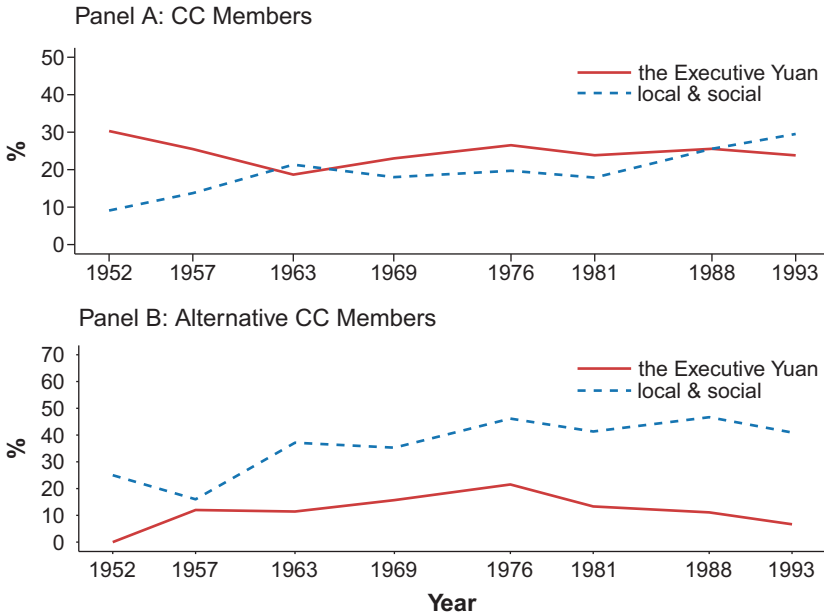 Panel A: CC Members
50
40
30
20
10
0
%
the Executive Yuan
local & social
1952 1957 1963 1969 1976 1981 1988 1993
Panel B: Alternative CC Members
70
60
50
40
30
20
10
0
%
the Executive Yuan
local & social
1952 1957 1963 1969 1976 1981 1988 1993
Year